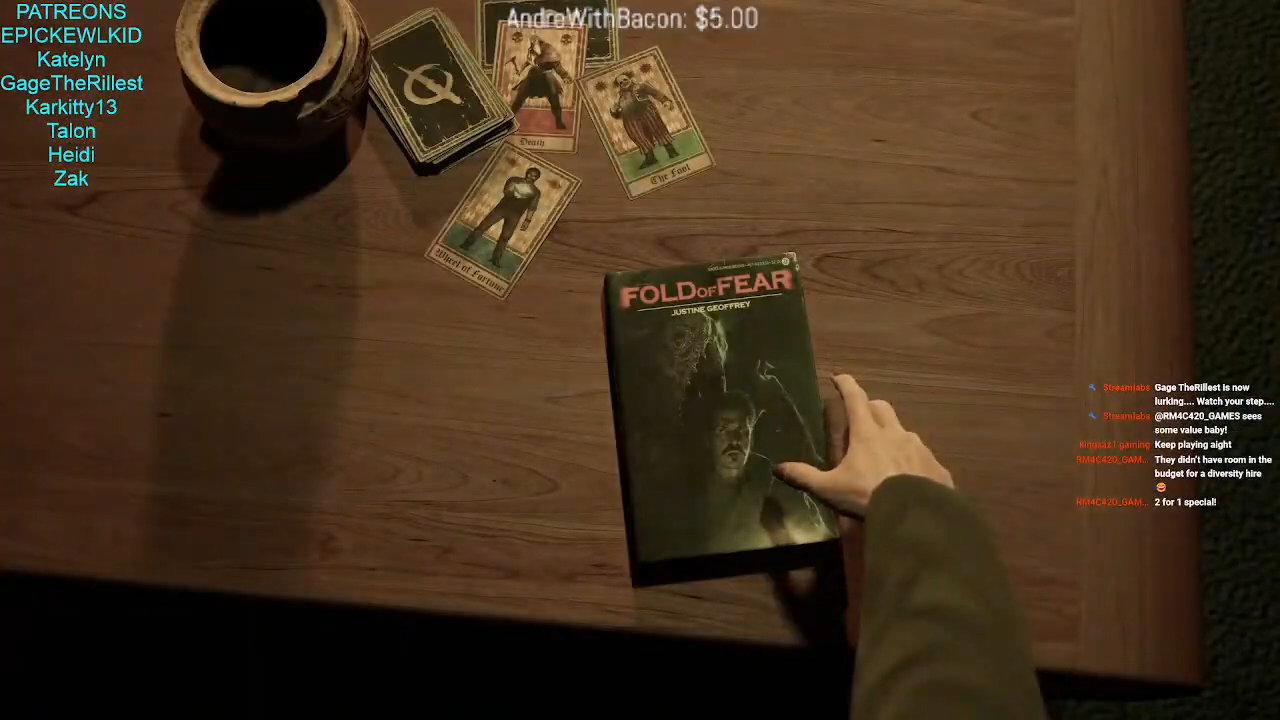 PATREONS
EPICKEWLKID
Katelyn
GageTheRillest
Karkitty13
Talon
Heidi
Zak
AndreWithBacon: $5.00
Death
The Fool
Wheel of Fortune
FOLD OF FEAR
JUSTINE GEOFFREY
Streamlabs Gage TheRillest is now
lurking.... Watch your step....
Streamlabs @RM4C420_GAMES sees
some value baby!
Keep playing aight
RM4C420_GAM... They didn't have room in the
budget for a diversity hire
RM4C420_GAM... 2 for 1 special!